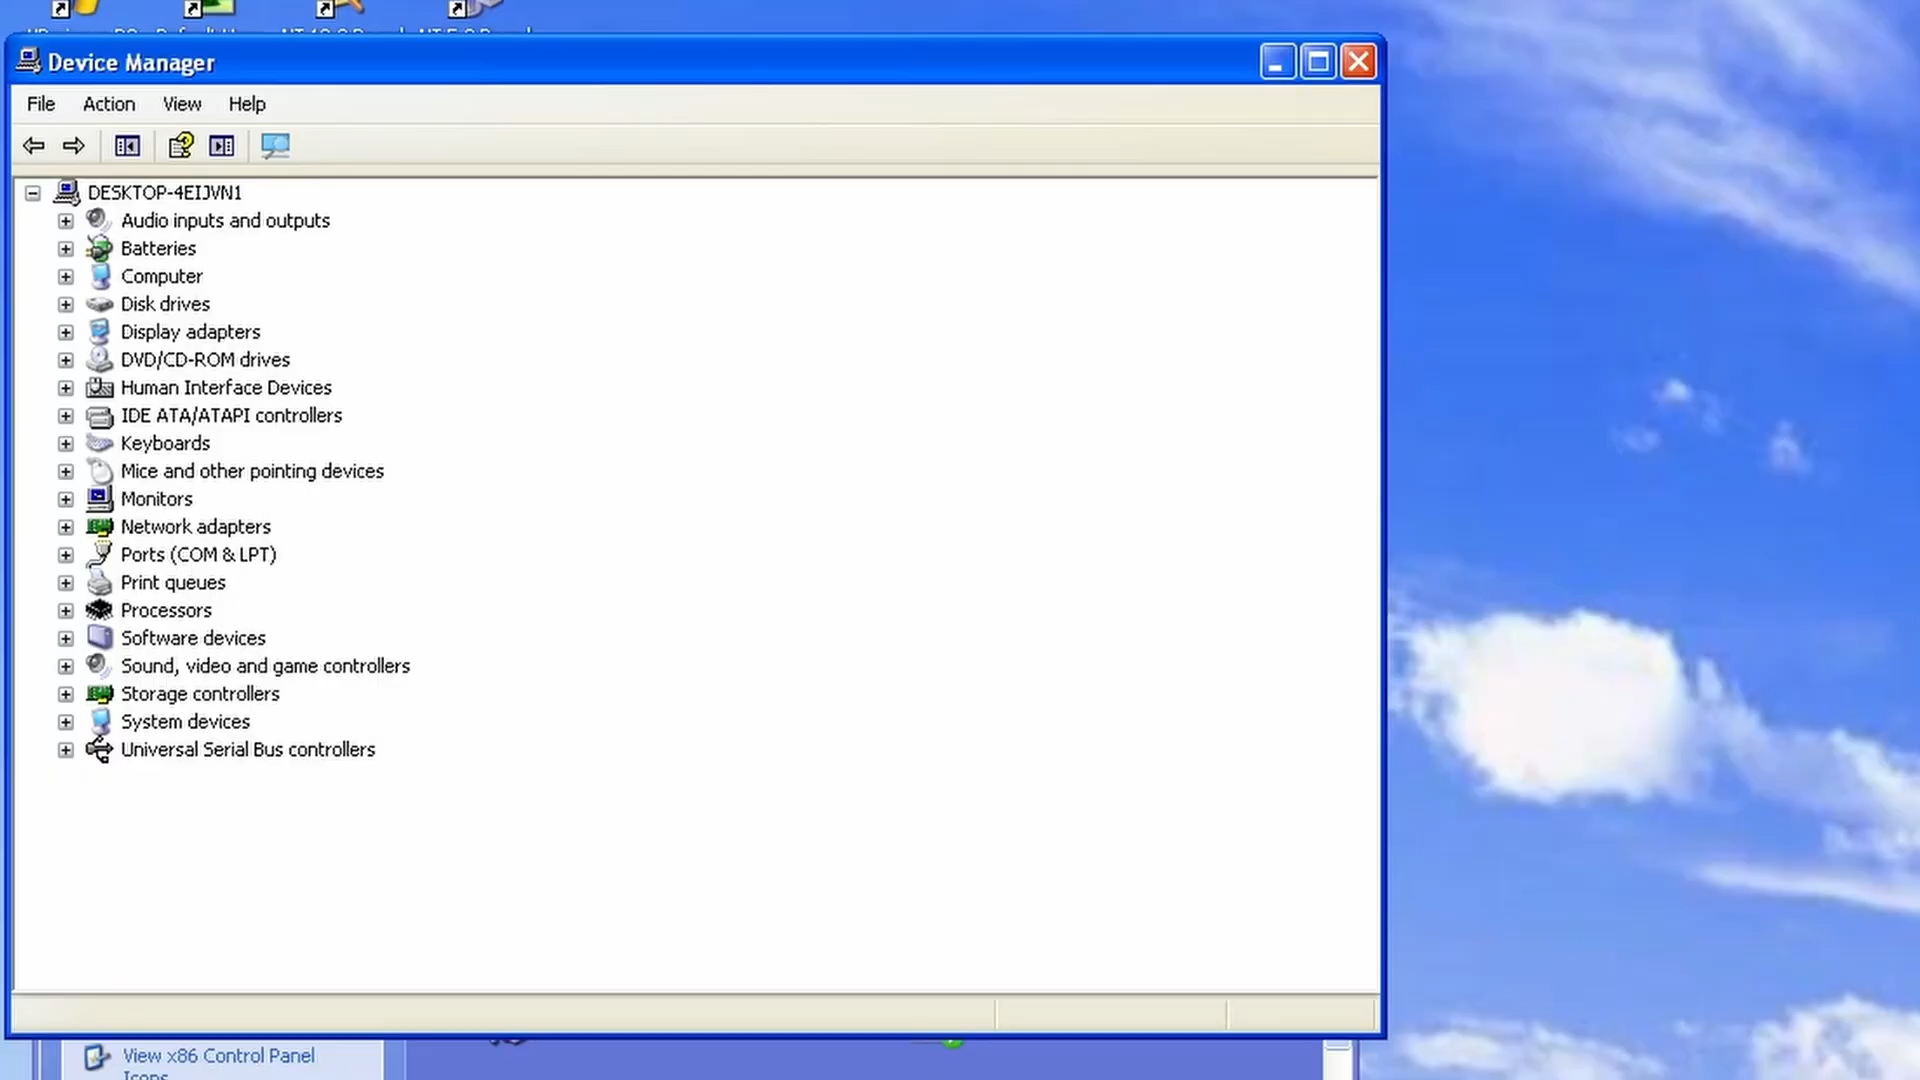 Device Manager
File Action View Help
DESKTOP-4EIJVN1
Audio inputs and outputs
Batteries
Computer
Disk drives
Display adapters
DVD/CD-ROM drives
Human Interface Devices
IDE ATA/ATAPI controllers
Keyboards
Mice and other pointing devices
Monitors
Network adapters
Ports (COM & LPT)
Print queues
Processors
Software devices
Sound, video and game controllers
Storage controllers
System devices
Universal Serial Bus controllers
View x86 Control Panel
Icons